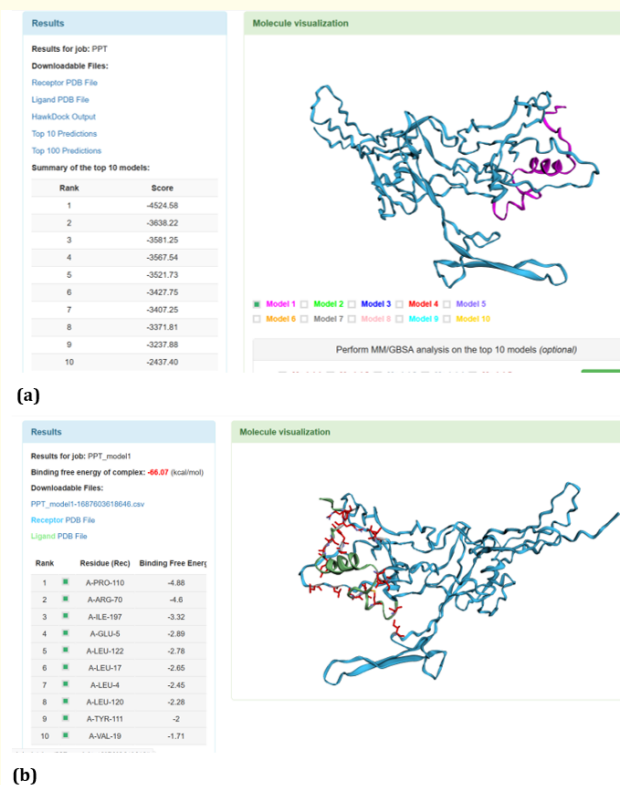 Results
Results for job: PPT
Downloadable Files:
Receptor PDB File
Ligand PDB File
HawkDock Output
Top 10 Predictions
Top 100 Predictions
Summary of the top 10 models:
Rank Score
1 -4524.58
2 -3638.22
3 -3581.25
4 -3567.54
5 -3521.73
6 -3427.75
7 -3407.25
8 -3371.81
9 -3237.88
10 -2437.40
Molecule visualization
Model 1 Model 2 Model 3 Model 4 Model 5
Model 6 Model 7 Model 8 Model 9 Model 10
Perform MM/GBSA analysis on the top 10 models (optional)
(a)
Results
Results for job: PPT_model1
Binding free energy of complex: -66.07 (kcal/mol)
Downloadable Files:
PPT_model1-1687603618646.csv
Receptor PDB File
Ligand PDB File
Rank Residue (Rec) Binding Free Energ
1 A-PRO-110 -4.88
2 A-ARG-70 -4.6
3 A-ILE-197 -3.32
4 A-GLU-5 -2.89
5 A-LEU-122 -2.78
6 A-LEU-17 -2.65
7 A-LEU-4 -2.45
8 A-LEU-120 -2.28
9 A-TYR-111 -2
10 A-VAL-19 -1.71
Molecule visualization
(b)